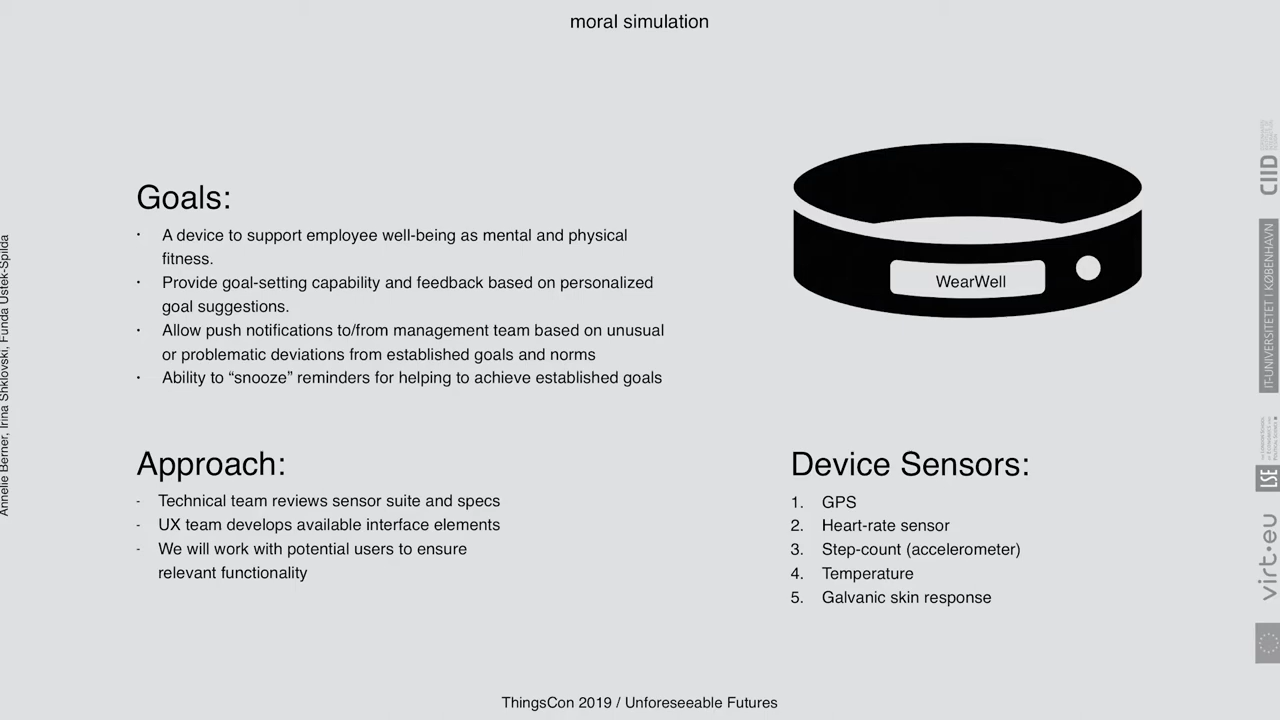 moral simulation
Goals:
· A device to support employee well-being as mental and physical
fitness.
· Provide goal-setting capability and feedback based on personalized
goal suggestions.
· Allow push notifications to/from management team based on unusual
or problematic deviations from established goals and norms
· Ability to “snooze” reminders for helping to achieve established goals
WearWell
Approach:
- Technical team reviews sensor suite and specs
- UX team develops available interface elements
- We will work with potential users to ensure
relevant functionality
Device Sensors:
1. GPS
2. Heart-rate sensor
3. Step-count (accelerometer)
4. Temperature
5. Galvanic skin response
Annelie Berner, Irina Shklovski, Funda Ustek-Spilda
CIID
IT-UNIVERSITETET I KØBENHAVN
LSE
virt•eu
ThingsCon 2019 / Unforeseeable Futures